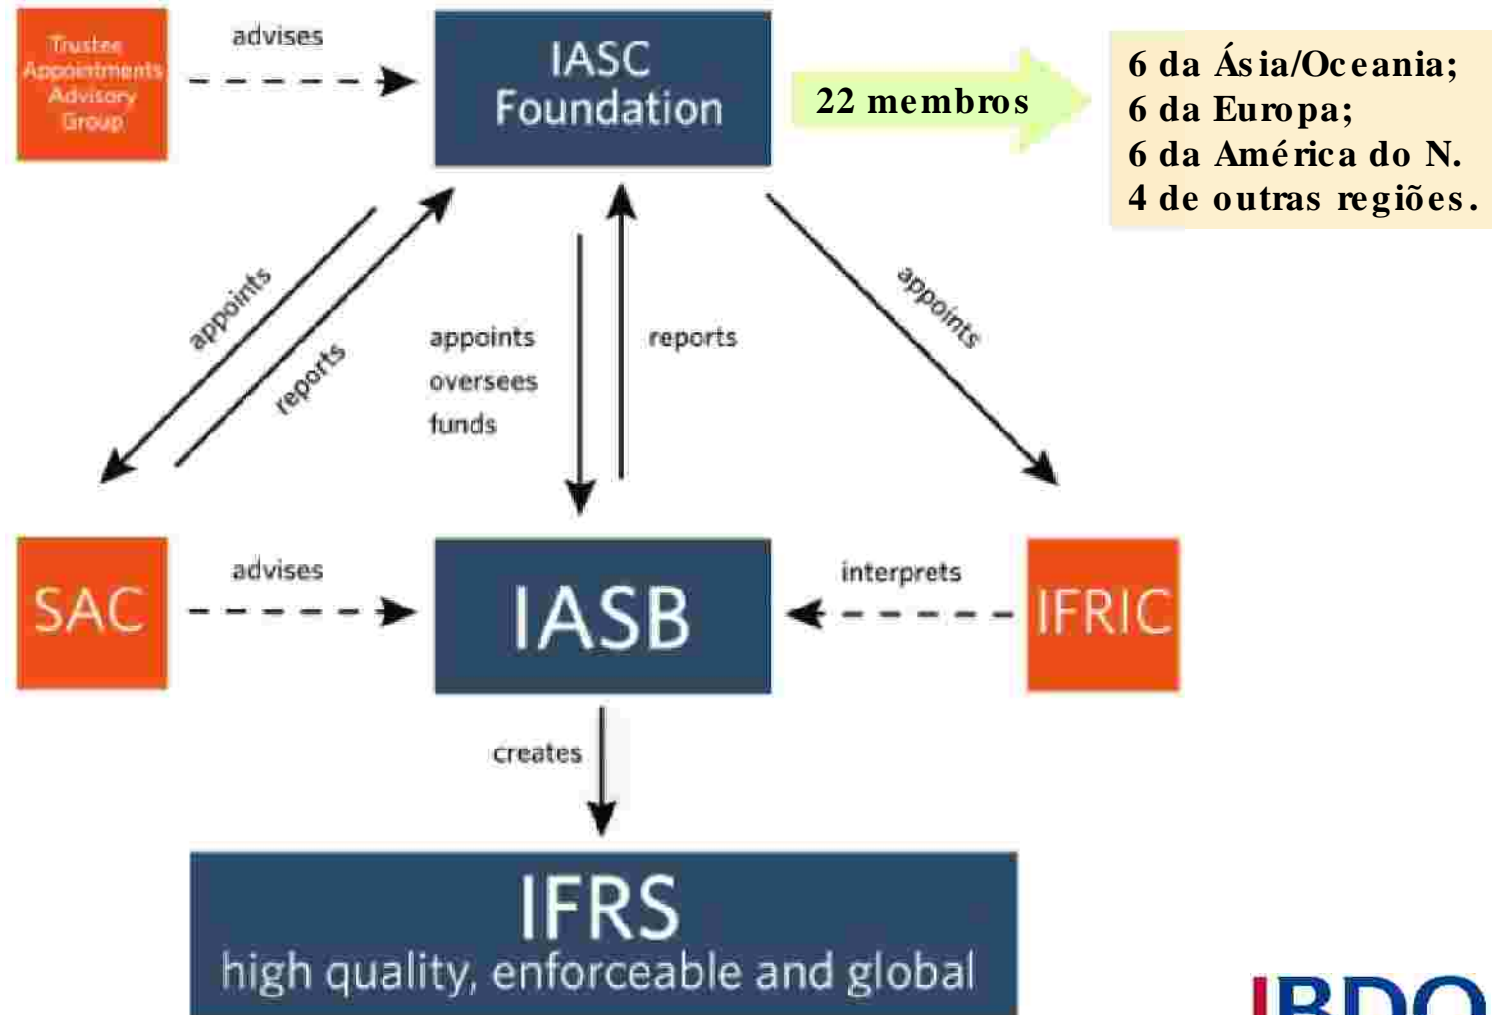 Trustee
Appointments
Advisory
Group
advises
IASC
Foundation
22 membros
6 da Ásia/Oceania;
6 da Europa;
6 da América do N.
4 de outras regiões.
appoints
reports
appoints
oversees
funds
reports
appoints
SAC
advises
IASB
interprets
IFRIC
creates
IFRS
high quality, enforceable and global
BDO